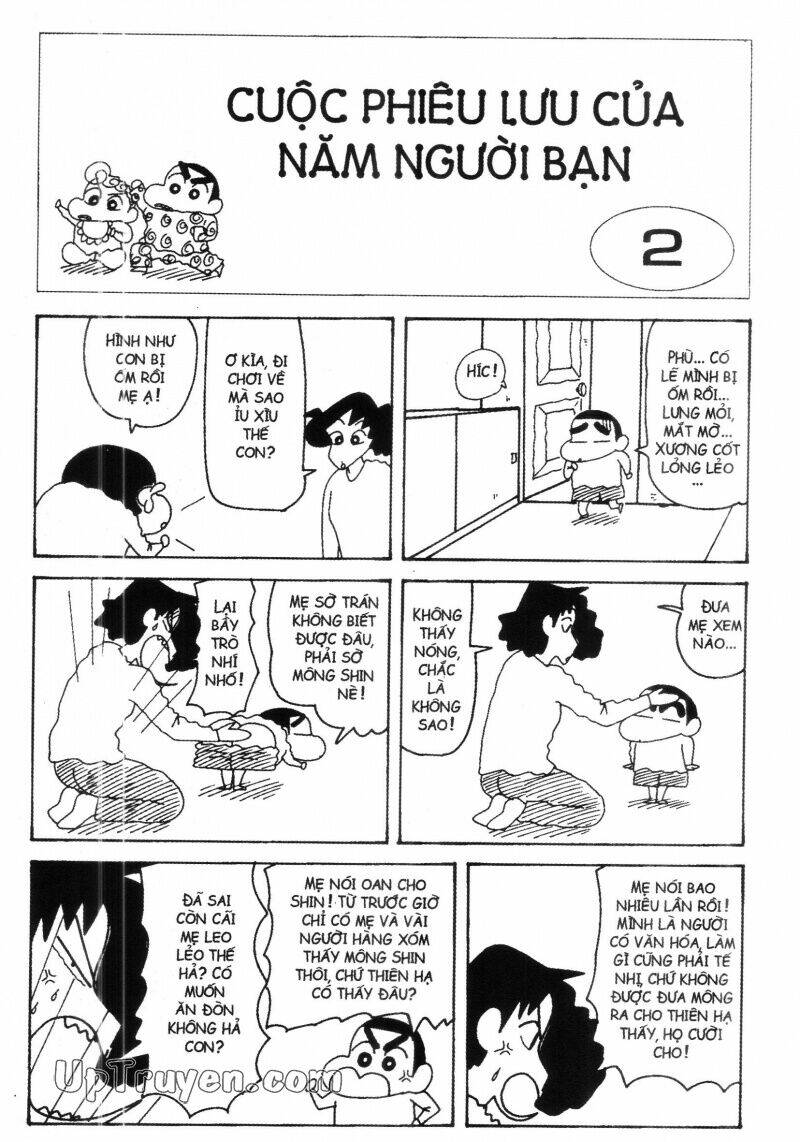 CUỘC PHIÊU LƯU CỦA
NĂM NGƯỜI BẠN
2
HÍC!
PHÙ... CÓ
LẼ MÌNH BỊ
ỐM RỒI...
LƯNG MỎI,
MẮT MỜ...
XƯƠNG CỐT
LỎNG LẺO
...
Ơ KÌA, ĐI
CHƠI VỀ
MÀ SAO
ỈU XÌU
THẾ
CON?
HÌNH NHƯ
CON BỊ
ỐM RỒI
MẸ Ạ!
ĐƯA
MẸ XEM
NÀO...
KHÔNG
THẤY
NÓNG,
CHẮC
LÀ
KHÔNG
SAO!
MẸ SỜ TRÁN
KHÔNG BIẾT
ĐƯỢC ĐÂU,
PHẢI SỜ
MÔNG SHIN
NÈ!
LẠI
BẦY
TRÒ
NHÍ
NHỐ!
MẸ NÓI BAO
NHIÊU LẦN RỒI!
MÌNH LÀ NGƯỜI
CÓ VĂN HÓA, LÀM
GÌ CŨNG PHẢI TẾ
NHỊ, CHỨ KHÔNG
ĐƯỢC ĐƯA MÔNG
RA CHO THIÊN HẠ
THẤY, HỌ CƯỜI
CHO!
MẸ NÓI OAN CHO
SHIN! TỪ TRƯỚC GIỜ
CHỈ CÓ MẸ VÀ VÀI
NGƯỜI HÀNG XÓM
THẤY MÔNG SHIN
THÔI, CHỨ THIÊN HẠ
CÓ THẤY ĐÂU?
ĐÃ SAI
CÒN CÃI
MẸ LEO
LẺO THẾ
HẢ? CÓ
MUỐN
ĂN ĐÒN
KHÔNG HẢ
CON?
UpTruyen.com